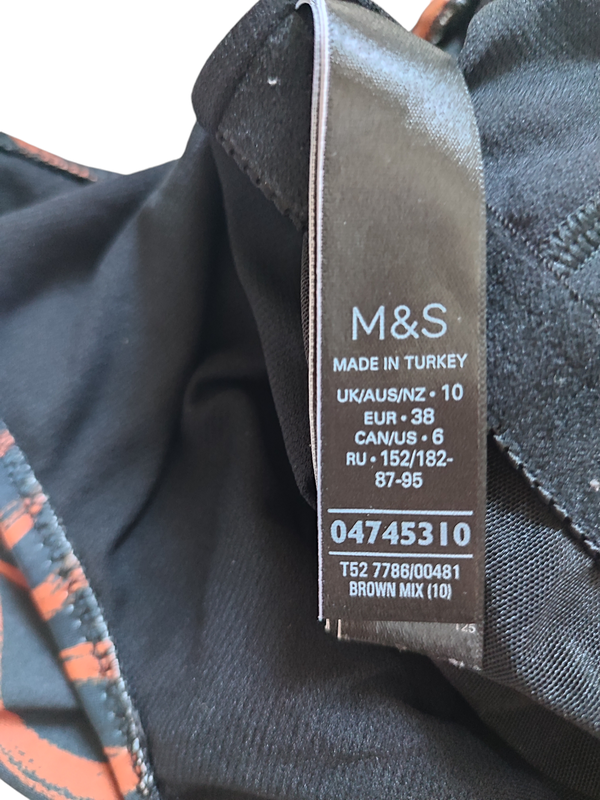 M&S
MADE IN TURKEY
UK/AUS/NZ • 10
EUR • 38
CAN/US • 6
RU • 152/182-
87-95
04745310
T52 7786/00481
BROWN MIX (10)
125